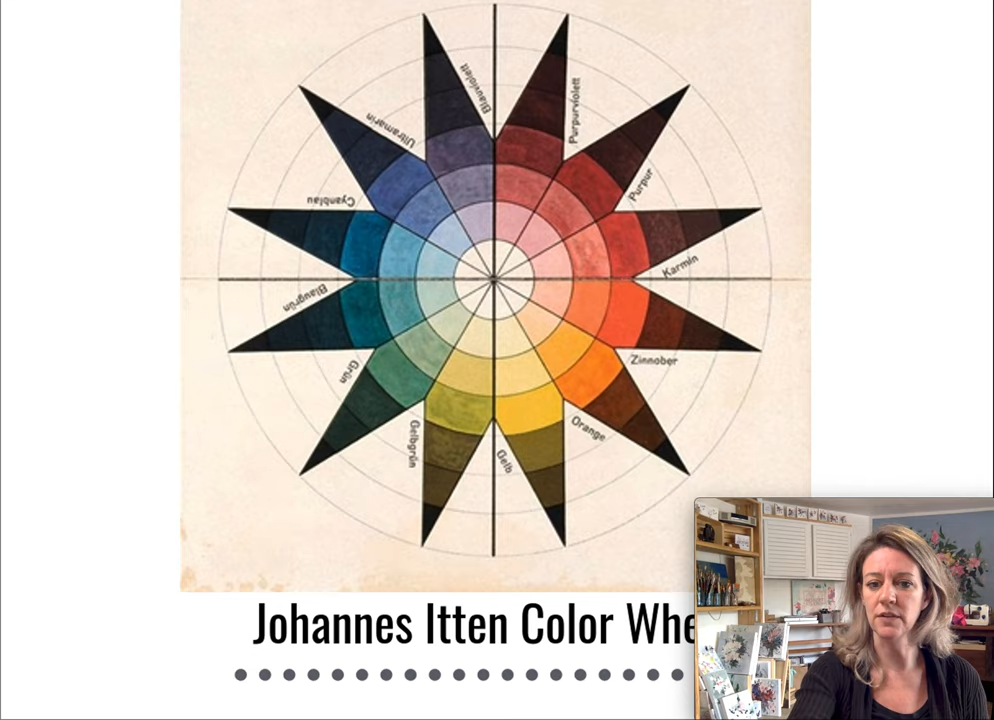 Blauviolett
Purpurviolett
Ultramarin
Purpur
Cyanblau
Karmin
Blaugrün
Zinnober
Grün
Orange
Gelbgrün
Gelb
Johannes Itten Color Whe